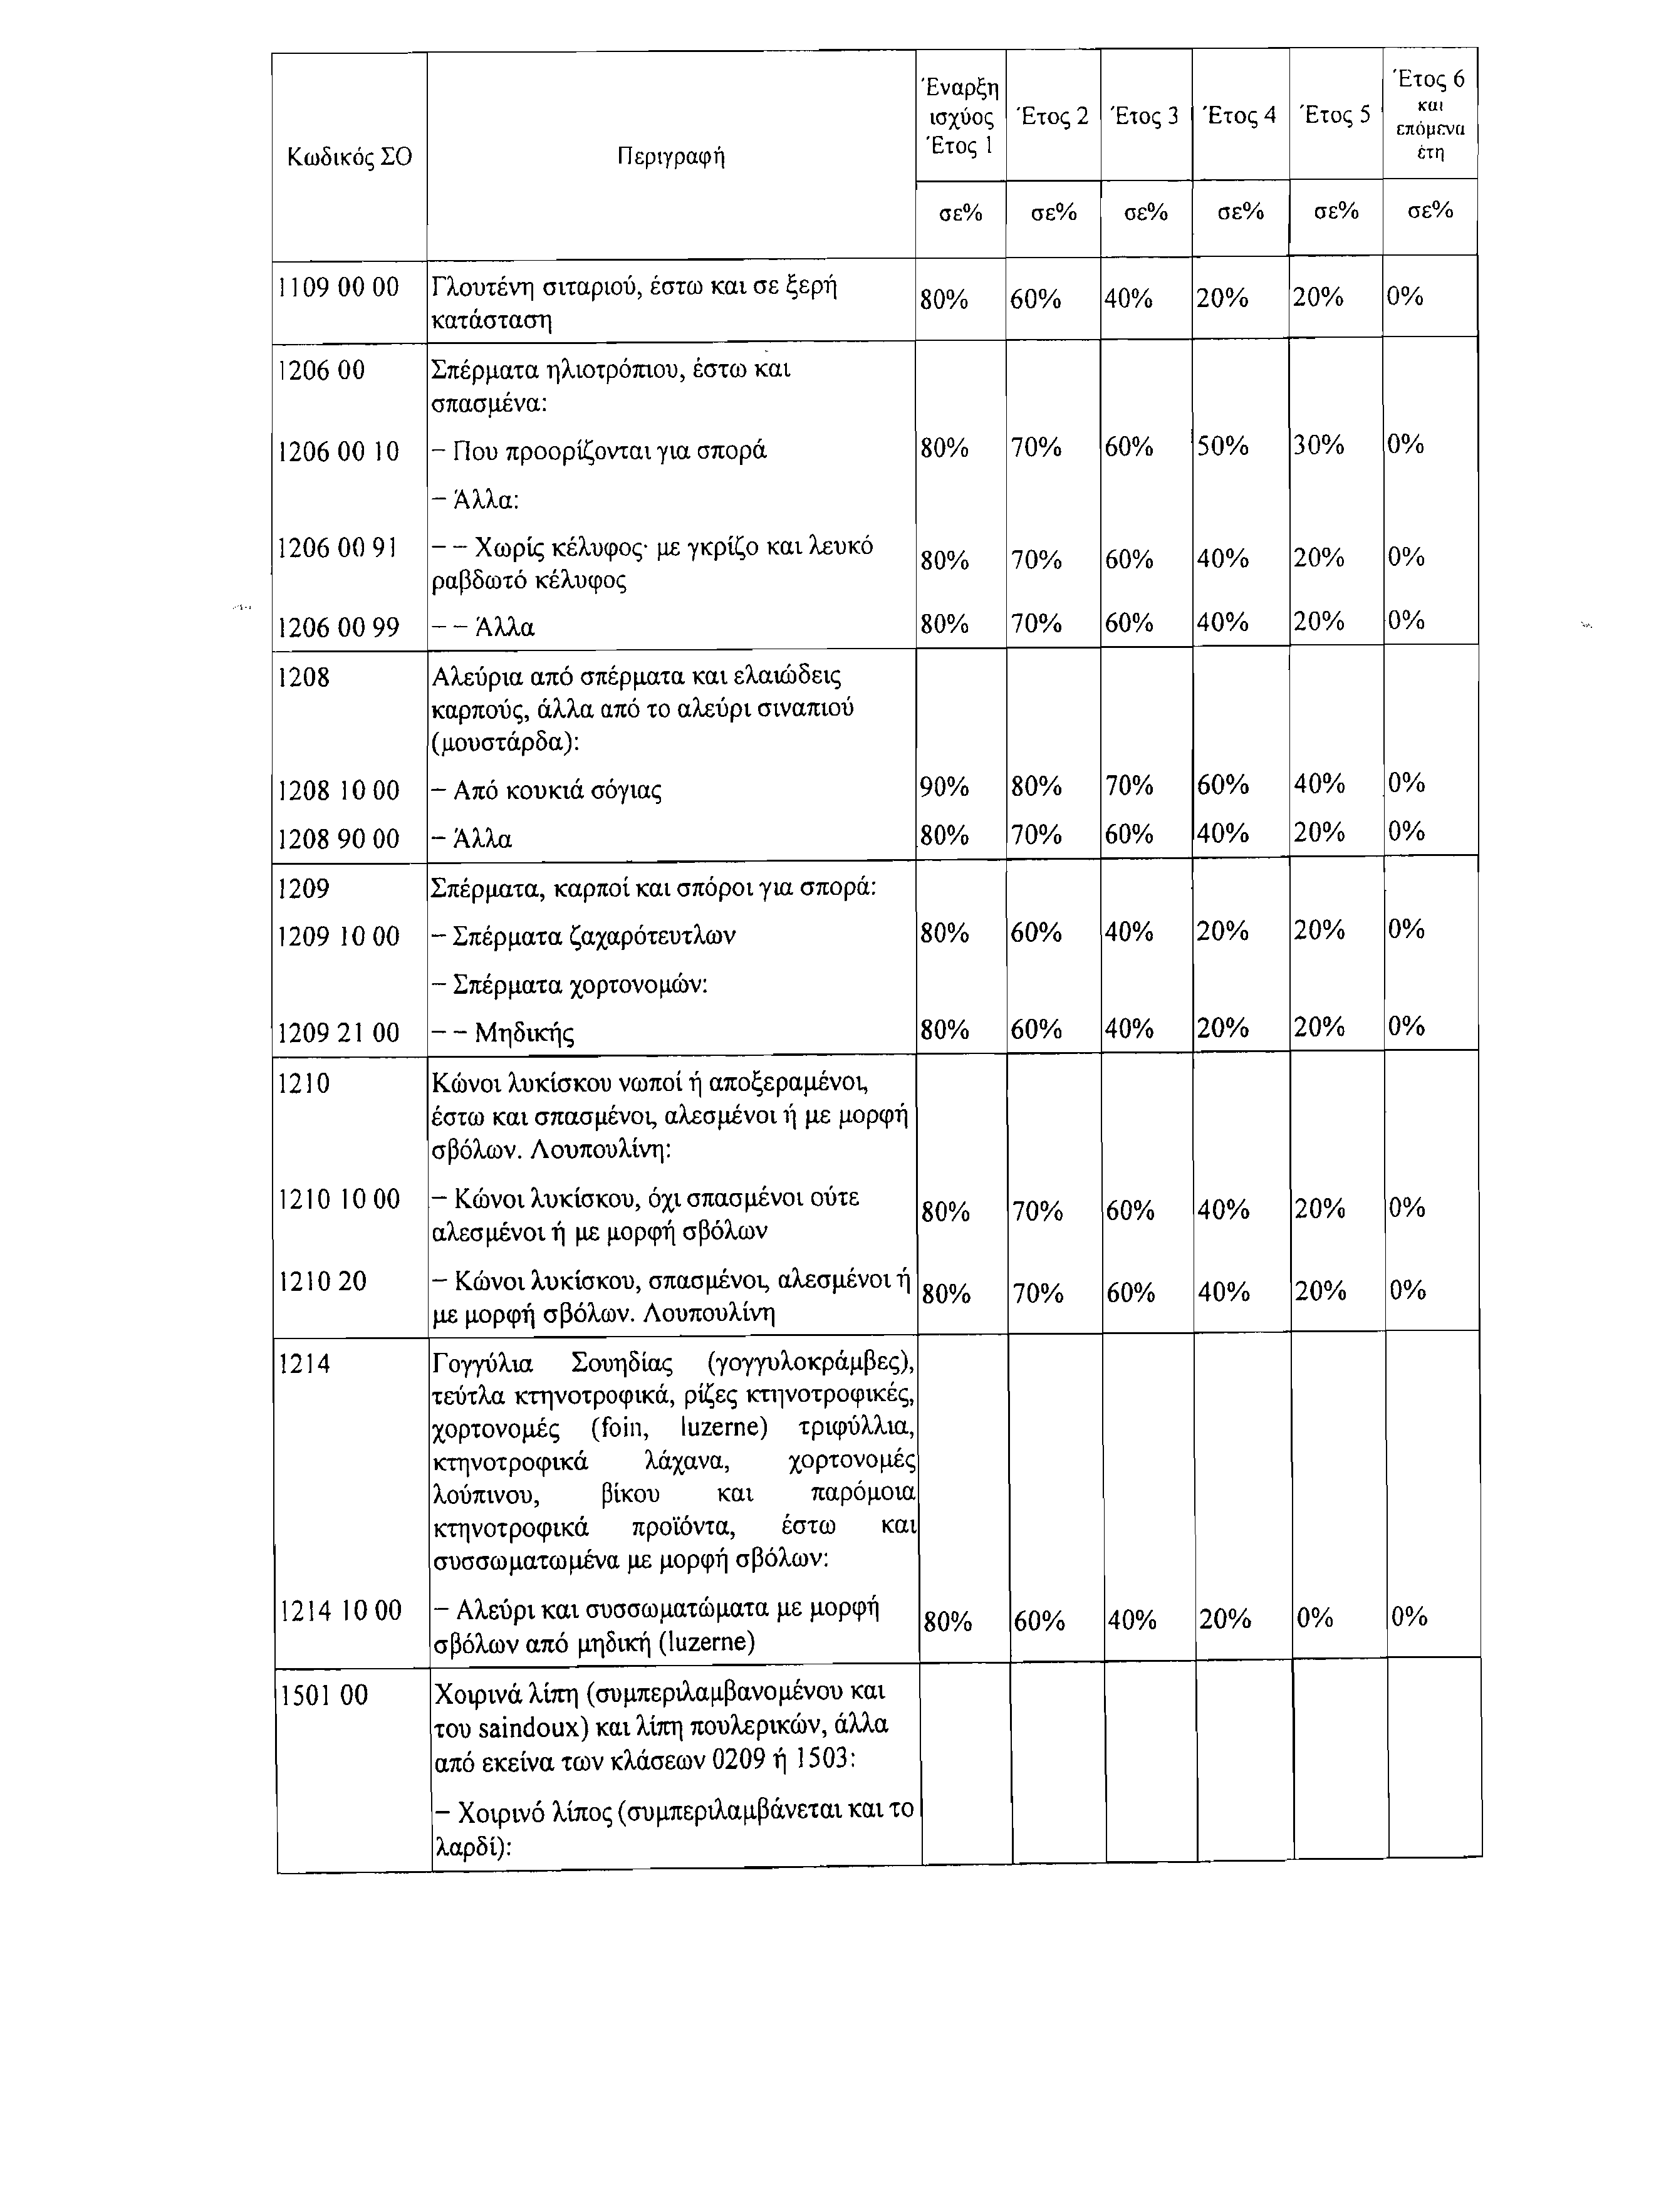 Κωδικός ΣΟ
Περιγραφή
Έναρξη
ισχύος
Έτος 1
Έτος 2
Έτος 3
Έτος 4
Έτος 5
Έτος 6
και
επόμενα
έτη
σε% σε% σε% σε% σε% σε%
1109 00 00 Γλουτένη σιταριού, έστω και σε ξερή
κατάσταση
80% 60% 40% 20% 20% 0%
1206 00 Σπέρματα ηλιοτρόπιου, έστω και
σπασμένα:
1206 00 10 – Που προορίζονται για σπορά 80% 70% 60% 50% 30% 0%
– Άλλα:
1206 00 91 – – Χωρίς κέλυφος· με γκρίζο και λευκό
ραβδωτό κέλυφος
80% 70% 60% 40% 20% 0%
1206 00 99 – – Άλλα 80% 70% 60% 40% 20% 0%
1208 Αλεύρια από σπέρματα και ελαιώδεις
καρπούς, άλλα από το αλεύρι σιναπιού
(μουστάρδα):
1208 10 00 – Από κουκιά σόγιας 90% 80% 70% 60% 40% 0%
1208 90 00 – Άλλα 80% 70% 60% 40% 20% 0%
1209 Σπέρματα, καρποί και σπόροι για σπορά:
1209 10 00 – Σπέρματα ζαχαρότευτλων 80% 60% 40% 20% 20% 0%
– Σπέρματα χορτονομών:
1209 21 00 – – Μηδικής 80% 60% 40% 20% 20% 0%
1210 Κώνοι λυκίσκου νωποί ή αποξεραμένοι,
έστω και σπασμένοι, αλεσμένοι ή με μορφή
σβόλων. Λουπουλίνη:
1210 10 00 – Κώνοι λυκίσκου, όχι σπασμένοι ούτε
αλεσμένοι ή με μορφή σβόλων
80% 70% 60% 40% 20% 0%
1210 20 – Κώνοι λυκίσκου, σπασμένοι, αλεσμένοι ή
με μορφή σβόλων. Λουπουλίνη
80% 70% 60% 40% 20% 0%
1214 Γογγύλια Σουηδίας (γογγυλοκράμβες),
τεύτλα κτηνοτροφικά, ρίζες κτηνοτροφικές,
χορτονομές (foin, luzerne) τριφύλλια,
κτηνοτροφικά λάχανα, χορτονομές
λούπινου, βίκου και παρόμοια
κτηνοτροφικά προϊόντα, έστω και
συσσωματωμένα με μορφή σβόλων:
1214 10 00 – Αλεύρι και συσσωματώματα με μορφή
σβόλων από μηδική (luzerne)
80% 60% 40% 20% 0% 0%
1501 00 Χοιρινά λίπη (συμπεριλαμβανομένου και
του saindoux) και λίπη πουλερικών, άλλα
από εκείνα των κλάσεων 0209 ή 1503:
– Χοιρινό λίπος (συμπεριλαμβάνεται και το
λαρδί):